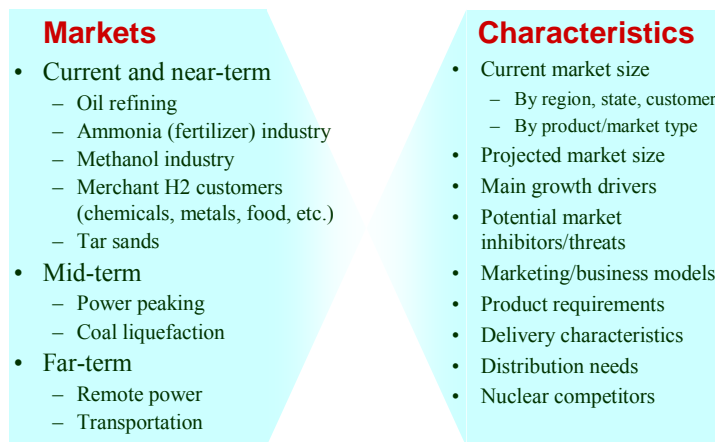 Markets
• Current and near-term
– Oil refining
– Ammonia (fertilizer) industry
– Methanol industry
– Merchant H2 customers
(chemicals, metals, food, etc.)
– Tar sands
• Mid-term
– Power peaking
– Coal liquefaction
• Far-term
– Remote power
– Transportation
Characteristics
• Current market size
– By region, state, customer
– By product/market type
• Projected market size
• Main growth drivers
• Potential market
inhibitors/threats
• Marketing/business models
• Product requirements
• Delivery characteristics
• Distribution needs
• Nuclear competitors